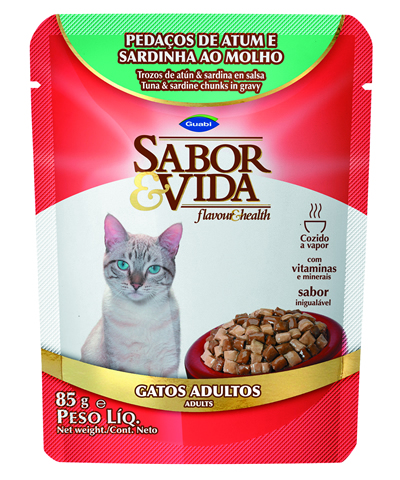 PEDAÇOS DE ATUM E
SARDINHA AO MOLHO
Trozos de atún & sardina en salsa
Tuna & sardine chunks in gravy
Guabi
SABOR
& VIDA
flavour&health
Cozido
a vapor
com
vitaminas
e minerais
sabor
inigualável
GATOS ADULTOS
ADULTS
85 g ℮
PESO LÍQ.
Net weight./Cont. Neto